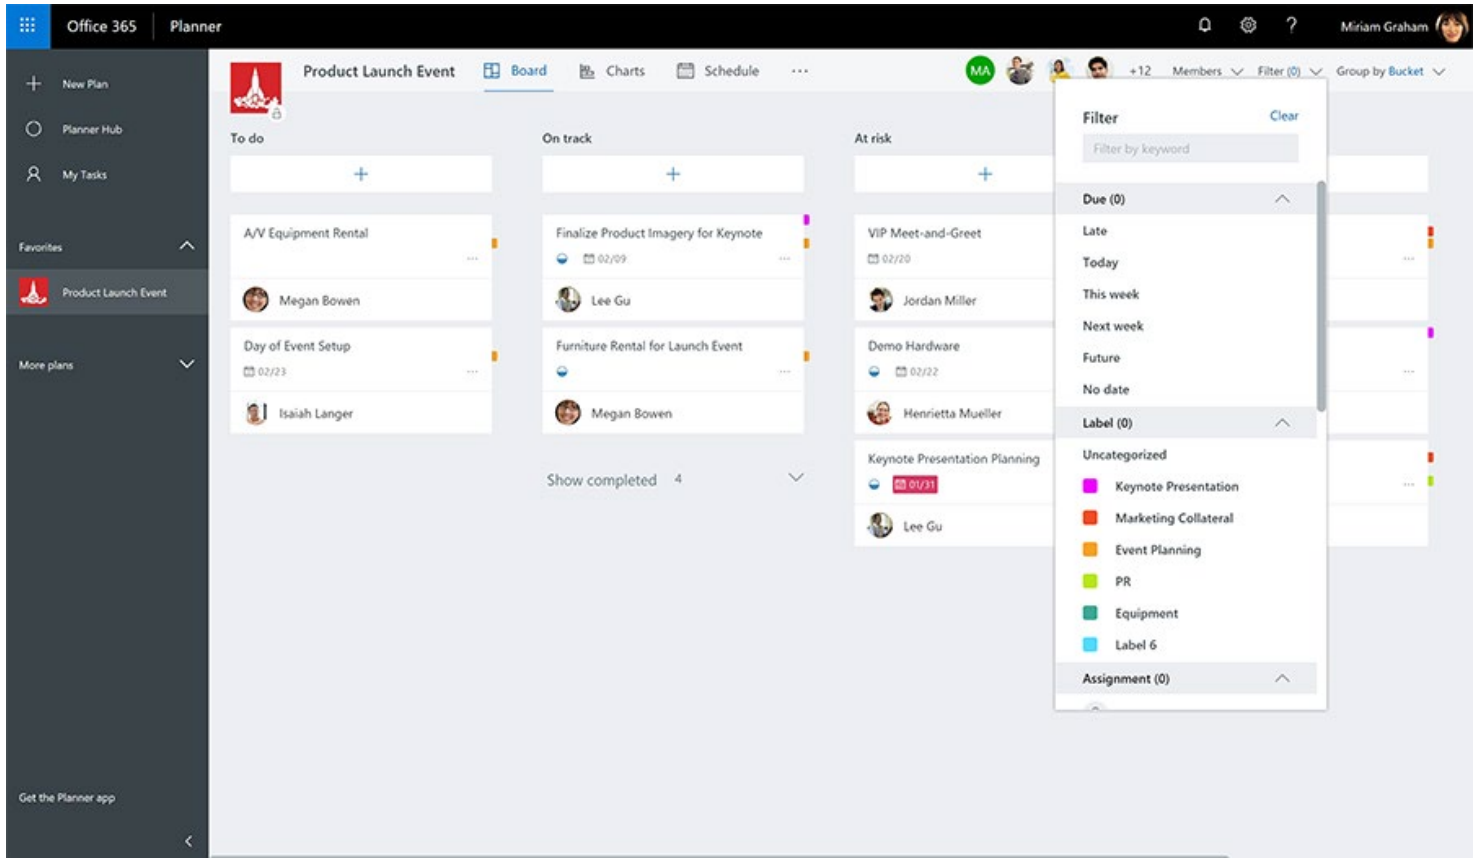 Office 365 Planner Miriam Graham
New Plan
Planner Hub
My Tasks
Favorites
Product Launch Event
More plans
Get the Planner app
Product Launch Event Board Charts Schedule ... MA +12 Members Filter (0) Group by Bucket
To do
A/V Equipment Rental
Megan Bowen
Day of Event Setup
02/23
Isaiah Langer
On track
Finalize Product Imagery for Keynote
02/09
Lee Gu
Furniture Rental for Launch Event
Megan Bowen
Show completed 4
At risk
VIP Meet-and-Greet
02/20
Jordan Miller
Demo Hardware
02/22
Henrietta Mueller
Keynote Presentation Planning
01/31
Lee Gu
Filter Clear
Filter by keyword
Due (0)
Late
Today
This week
Next week
Future
No date
Label (0)
Uncategorized
Keynote Presentation
Marketing Collateral
Event Planning
PR
Equipment
Label 6
Assignment (0)